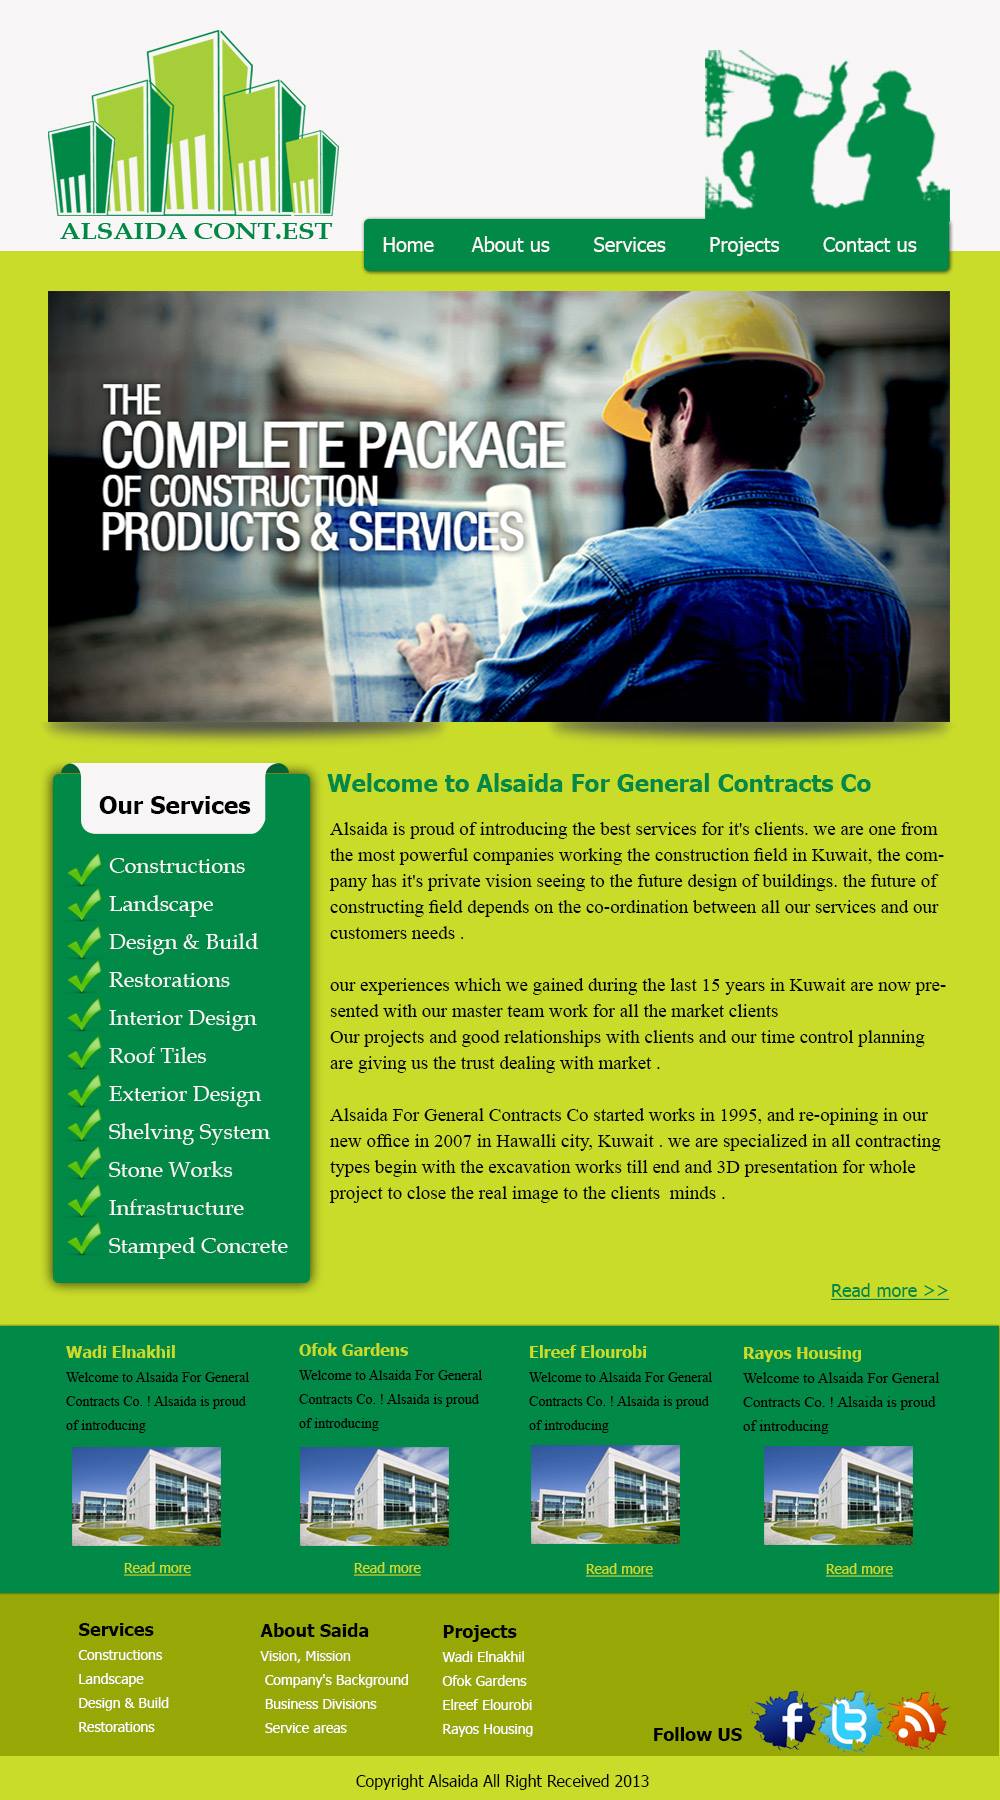 ALSAIDA CONT.EST
Home About us Services Projects Contact us
THE
COMPLETE PACKAGE
OF CONSTRUCTION
PRODUCTS & SERVICES
Our Services
Constructions
Landscape
Design & Build
Restorations
Interior Design
Roof Tiles
Exterior Design
Shelving System
Stone Works
Infrastructure
Stamped Concrete
Welcome to Alsaida For General Contracts Co
Alsaida is proud of introducing the best services for it's clients. we are one from
the most powerful companies working the construction field in Kuwait, the com-
pany has it's private vision seeing to the future design of buildings. the future of
constructing field depends on the co-ordination between all our services and our
customers needs .
our experiences which we gained during the last 15 years in Kuwait are now pre-
sented with our master team work for all the market clients
Our projects and good relationships with clients and our time control planning
are giving us the trust dealing with market .
Alsaida For General Contracts Co started works in 1995, and re-opining in our
new office in 2007 in Hawalli city, Kuwait . we are specialized in all contracting
types begin with the excavation works till end and 3D presentation for whole
project to close the real image to the clients  minds .
Read more >>
Wadi Elnakhil
Welcome to Alsaida For General
Contracts Co. ! Alsaida is proud
of introducing
Read more
Ofok Gardens
Welcome to Alsaida For General
Contracts Co. ! Alsaida is proud
of introducing
Read more
Elreef Elourobi
Welcome to Alsaida For General
Contracts Co. ! Alsaida is proud
of introducing
Read more
Rayos Housing
Welcome to Alsaida For General
Contracts Co. ! Alsaida is proud
of introducing
Read more
Services
Constructions
Landscape
Design & Build
Restorations
About Saida
Vision, Mission
Company's Background
Business Divisions
Service areas
Projects
Wadi Elnakhil
Ofok Gardens
Elreef Elourobi
Rayos Housing
Follow US
Copyright Alsaida All Right Received 2013